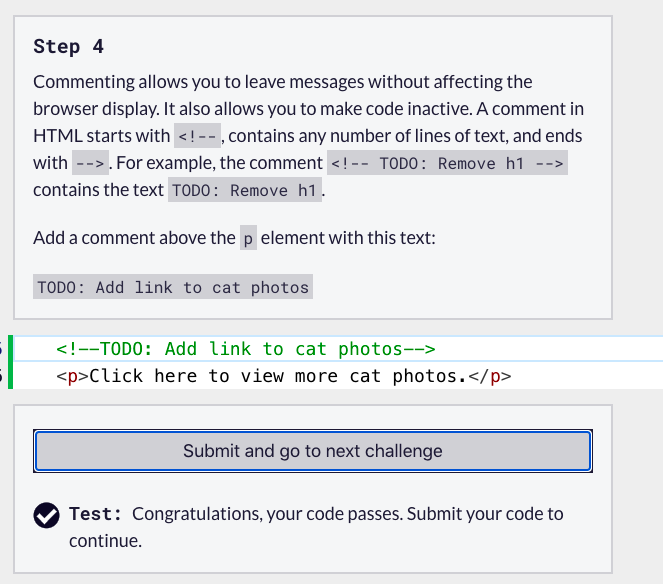 Step 4
Commenting allows you to leave messages without affecting the
browser display. It also allows you to make code inactive. A comment in
HTML starts with <!--, contains any number of lines of text, and ends
with -->. For example, the comment <!-- TODO: Remove h1 -->
contains the text TODO: Remove h1.
Add a comment above the p element with this text:
TODO: Add link to cat photos
<!--TODO: Add link to cat photos-->
<p>Click here to view more cat photos.</p>
Submit and go to next challenge
Test: Congratulations, your code passes. Submit your code to
continue.